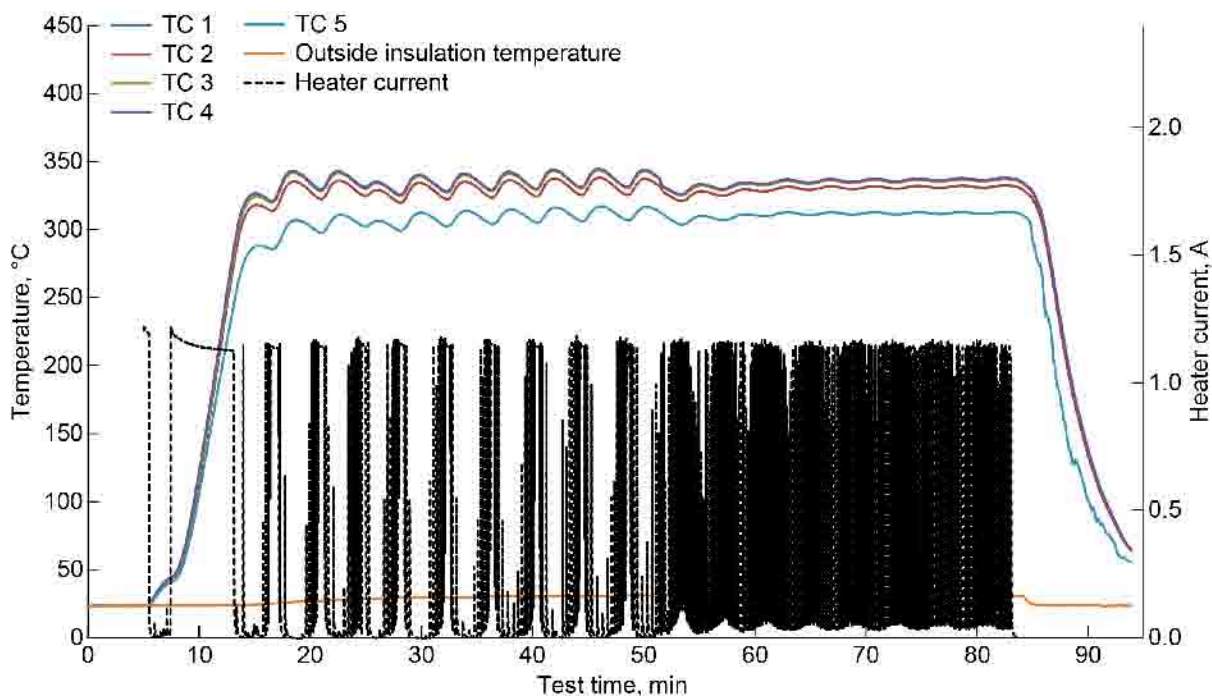 450
400
350
300
250
200
150
100
50
0
Temperature, °C
TC 1
TC 2
TC 3
TC 4
TC 5
Outside insulation temperature
Heater current
2.0
1.5
1.0
0.5
0.0
Heater current, A
0 10 20 30 40 50 60 70 80 90
Test time, min